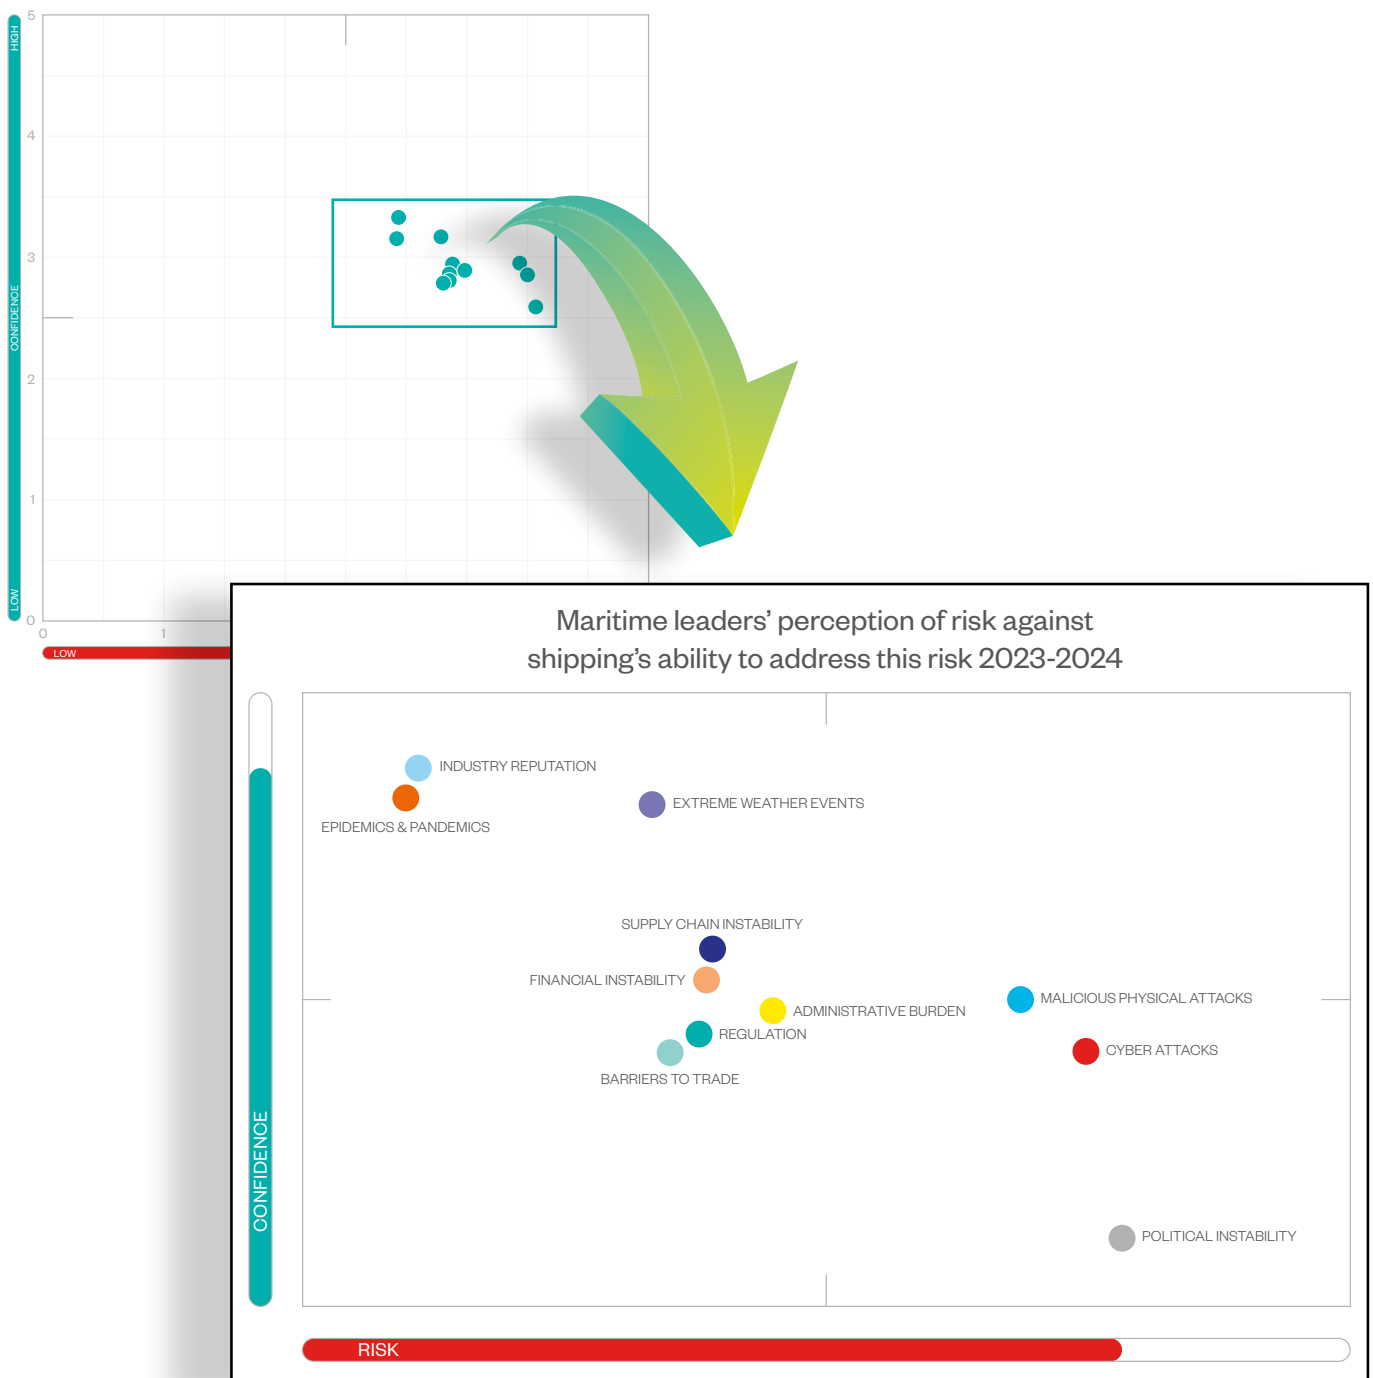 5
HIGH
4
3
CONFIDENCE
2
1
LOW
0
0
1
LOW
Maritime leaders' perception of risk against
shipping's ability to address this risk 2023-2024
INDUSTRY REPUTATION
EPIDEMICS & PANDEMICS
EXTREME WEATHER EVENTS
SUPPLY CHAIN INSTABILITY
FINANCIAL INSTABILITY
MALICIOUS PHYSICAL ATTACKS
ADMINISTRATIVE BURDEN
REGULATION
CYBER ATTACKS
BARRIERS TO TRADE
CONFIDENCE
POLITICAL INSTABILITY
RISK